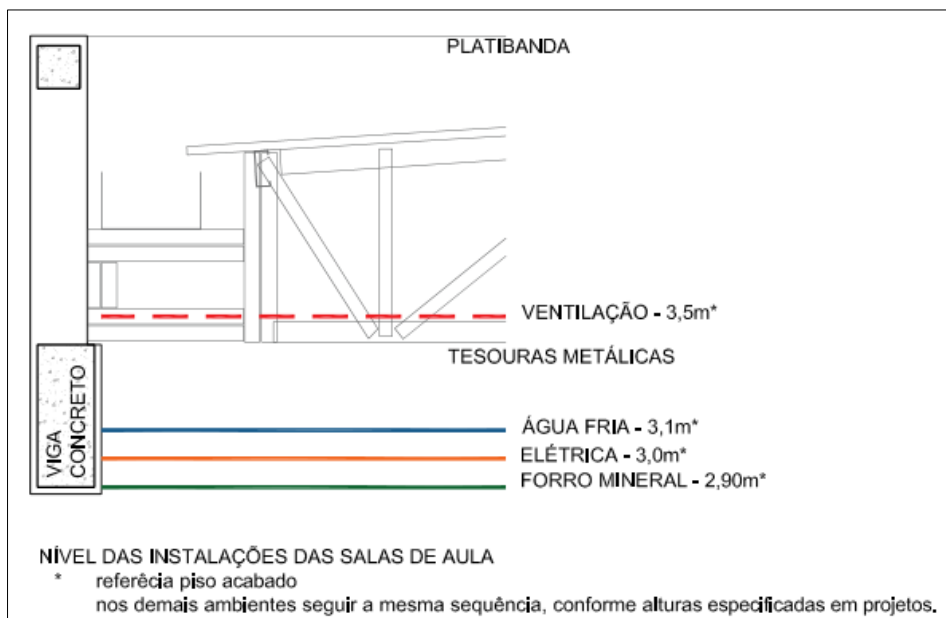 PLATIBANDA
VENTILAÇÃO - 3,5m*
TESOURAS METÁLICAS
VIGA
CONCRETO
ÁGUA FRIA - 3,1m*
ELÉTRICA - 3,0m*
FORRO MINERAL - 2,90m*
NÍVEL DAS INSTALAÇÕES DAS SALAS DE AULA
* referêcia piso acabado
nos demais ambientes seguir a mesma sequência, conforme alturas especificadas em projetos.